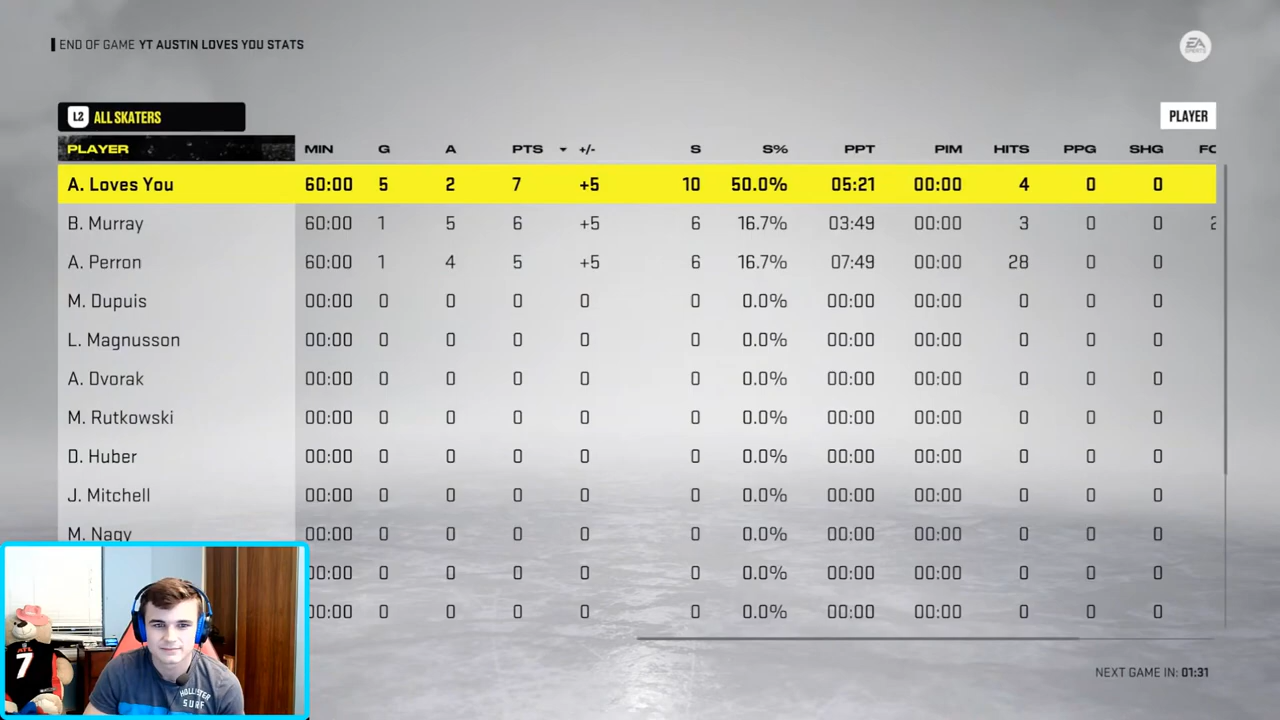 END OF GAME YT AUSTIN LOVES YOU STATS
EA SPORTS
L2 ALL SKATERS
PLAYER
PLAYER MIN G A PTS +/- S S% PPT PIM HITS PPG SHG
A. Loves You 60:00 5 2 7 +5 10 50.0% 05:21 00:00 4 0 0
B. Murray 60:00 1 5 6 +5 6 16.7% 03:49 00:00 3 0 0
A. Perron 60:00 1 4 5 +5 6 16.7% 07:49 00:00 28 0 0
M. Dupuis 00:00 0 0 0 0 0 0.0% 00:00 00:00 0 0 0
L. Magnusson 00:00 0 0 0 0 0 0.0% 00:00 00:00 0 0 0
A. Dvorak 00:00 0 0 0 0 0 0.0% 00:00 00:00 0 0 0
M. Rutkowski 00:00 0 0 0 0 0 0.0% 00:00 00:00 0 0 0
D. Huber 00:00 0 0 0 0 0 0.0% 00:00 00:00 0 0 0
J. Mitchell 00:00 0 0 0 0 0 0.0% 00:00 00:00 0 0 0
M. Nagy 00:00 0 0 0 0 0 0.0% 00:00 00:00 0 0 0
00:00 0 0 0 0 0 0.0% 00:00 00:00 0 0 0
00:00 0 0 0 0 0 0.0% 00:00 00:00 0 0 0
ATL
7
HOLLISTER
SURF
NEXT GAME IN: 01:31